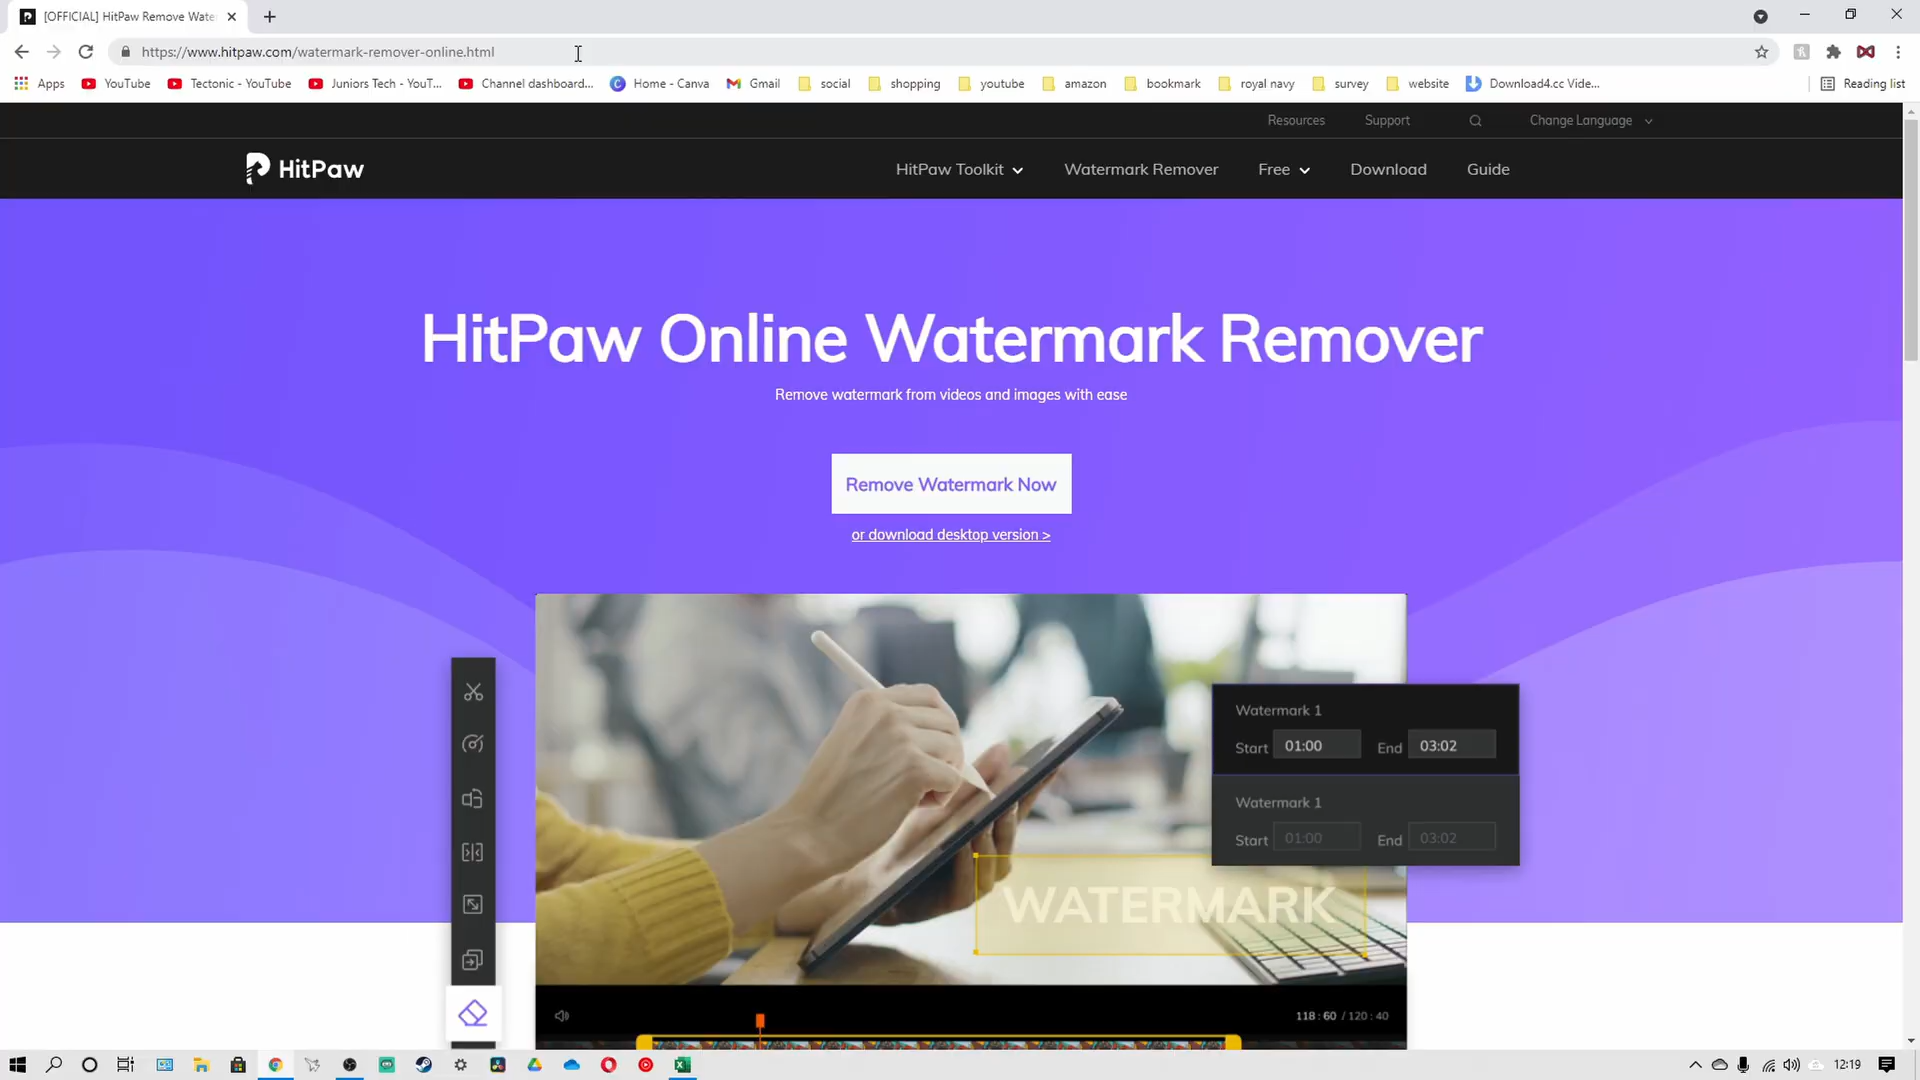 [OFFICIAL] HitPaw Remove Wate
https://www.hitpaw.com/watermark-remover-online.html
Apps YouTube Tectonic - YouTube Juniors Tech - YouT... Channel dashboard... Home - Canva Gmail social shopping youtube amazon bookmark royal navy survey website Download4.cc Vide... Reading list
Resources Support Change Language
HitPaw HitPaw Toolkit Watermark Remover Free Download Guide
HitPaw Online Watermark Remover
Remove watermark from videos and images with ease
Remove Watermark Now
or download desktop version >
Watermark 1
Start 01:00 End 03:02
Watermark 1
Start 01:00 End 03:02
WATERMARK
118 : 60 / 120 : 40
12:19